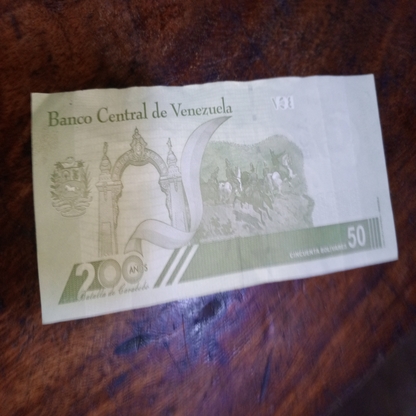 Banco Central de Venezuela
200 AÑOS
Batalla de Carabobo
CINCUENTA BOLÍVARES 50